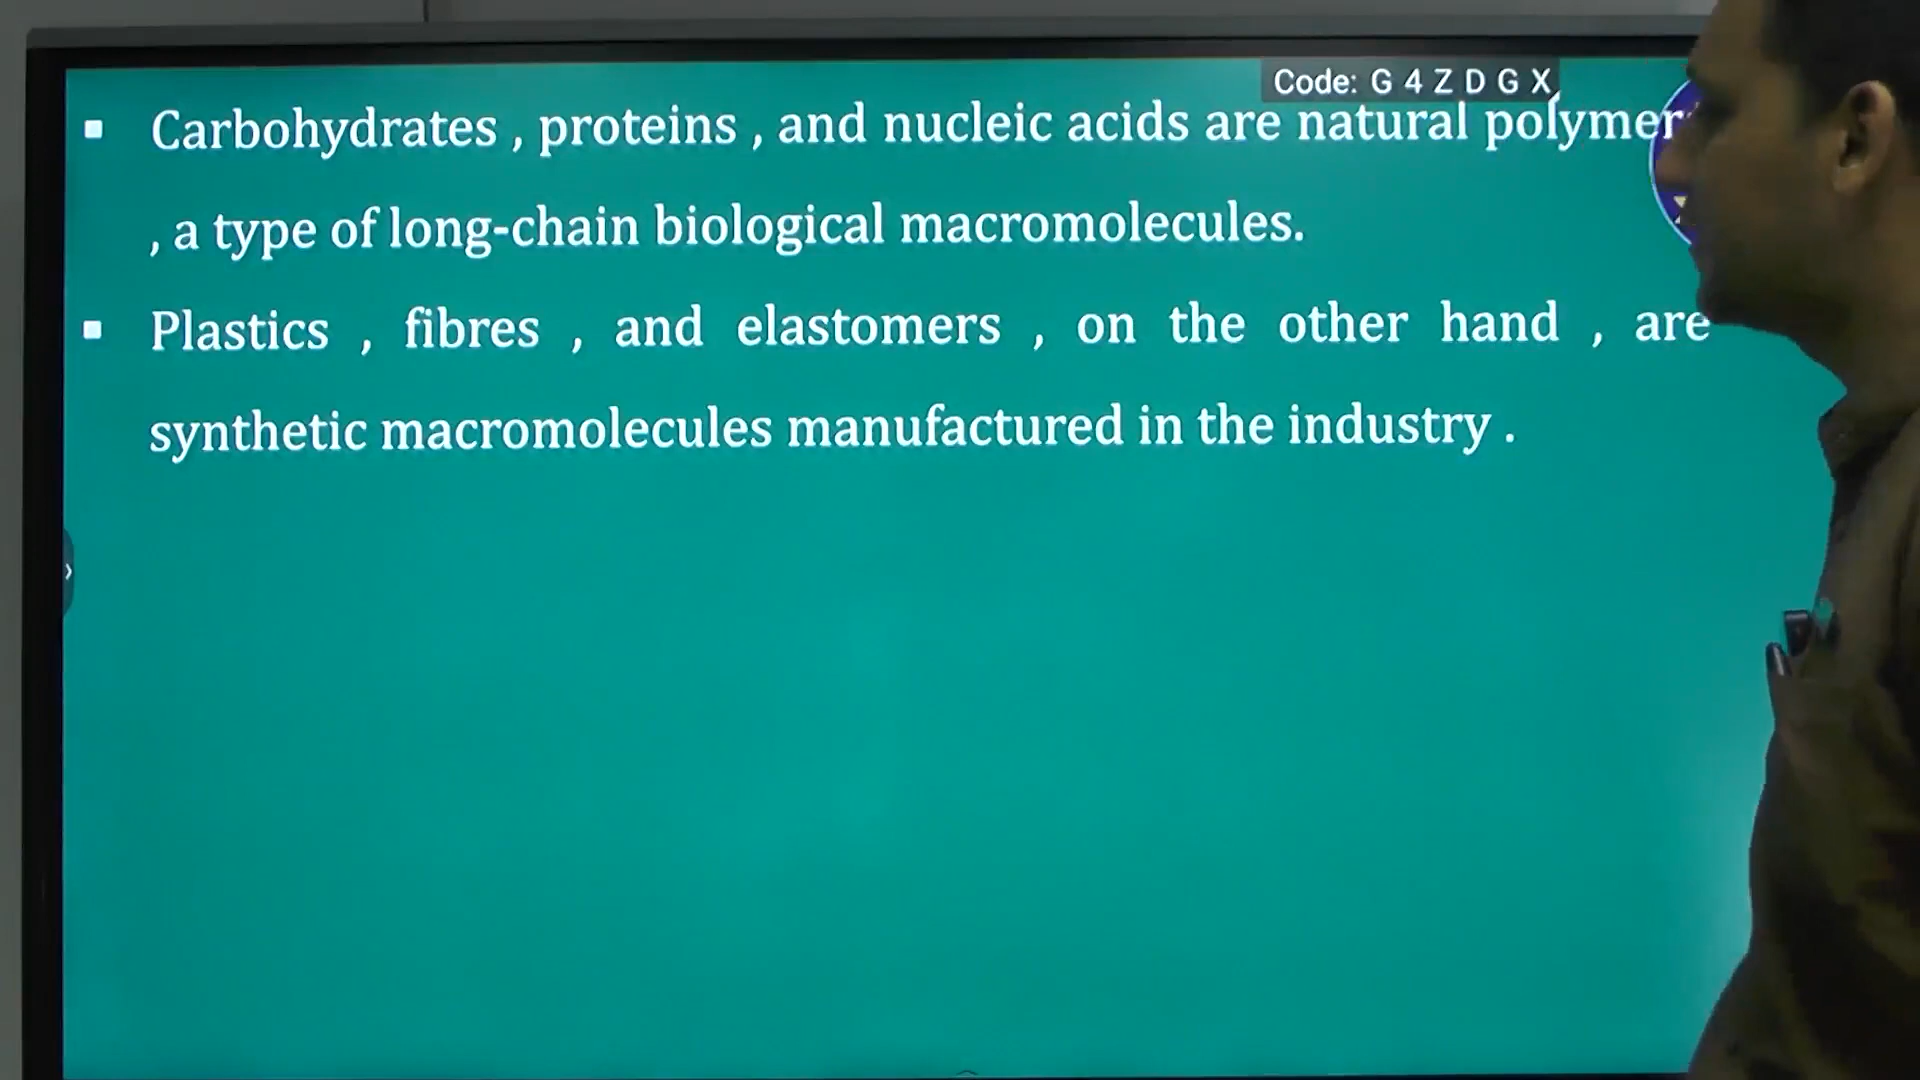 Code: G 4 Z D G X
▪ Carbohydrates , proteins , and nucleic acids are natural polymer
, a type of long-chain biological macromolecules.
▪ Plastics , fibres , and elastomers , on the other hand , are
synthetic macromolecules manufactured in the industry .